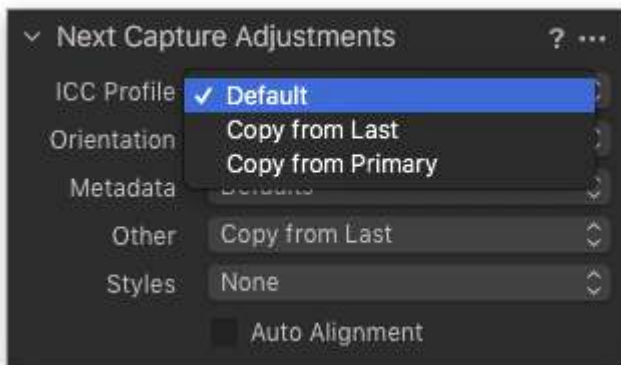 Next Capture Adjustments ? ...
ICC Profile ✓ Default
Copy from Last
Orientation
Copy from Primary
Metadata Defaults
Other Copy from Last
Styles None
Auto Alignment